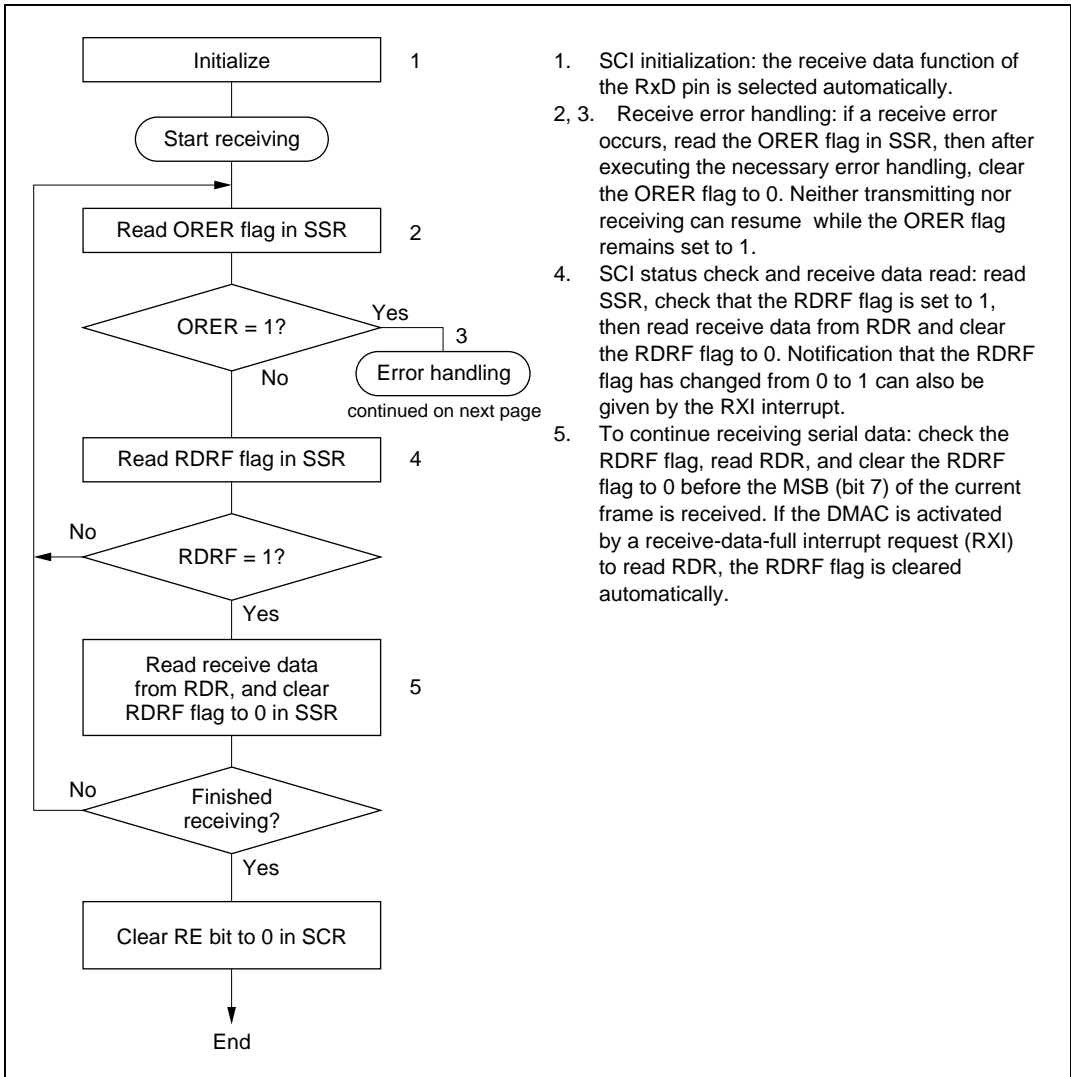 Initialize
1
Start receiving
Read ORER flag in SSR
2
ORER = 1?
Yes
3
No
Error handling
continued on next page
Read RDRF flag in SSR
4
No
RDRF = 1?
Yes
Read receive data
from RDR, and clear
RDRF flag to 0 in SSR
5
No
Finished
receiving?
Yes
Clear RE bit to 0 in SCR
End
1. SCI initialization: the receive data function of
the RxD pin is selected automatically.
2, 3. Receive error handling: if a receive error
occurs, read the ORER flag in SSR, then after
executing the necessary error handling, clear
the ORER flag to 0. Neither transmitting nor
receiving can resume while the ORER flag
remains set to 1.
4. SCI status check and receive data read: read
SSR, check that the RDRF flag is set to 1,
then read receive data from RDR and clear
the RDRF flag to 0. Notification that the RDRF
flag has changed from 0 to 1 can also be
given by the RXI interrupt.
5. To continue receiving serial data: check the
RDRF flag, read RDR, and clear the RDRF
flag to 0 before the MSB (bit 7) of the current
frame is received. If the DMAC is activated
by a receive-data-full interrupt request (RXI)
to read RDR, the RDRF flag is cleared
automatically.